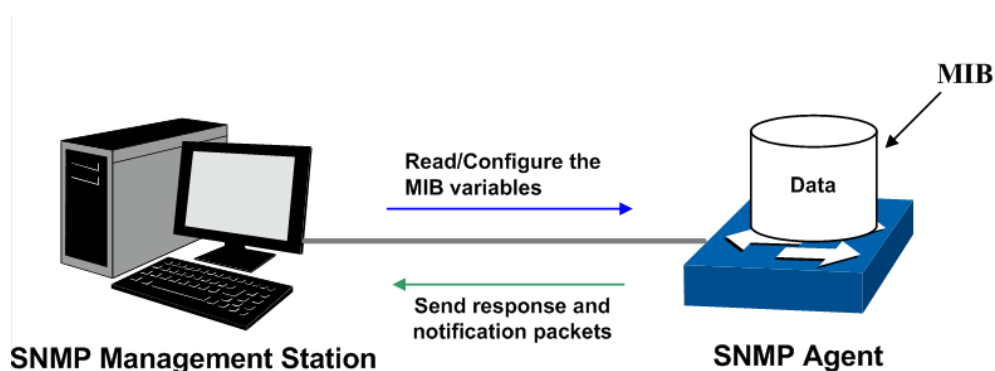 MIB
Read/Configure the
MIB variables
Data
Send response and
notification packets
SNMP Management Station
SNMP Agent